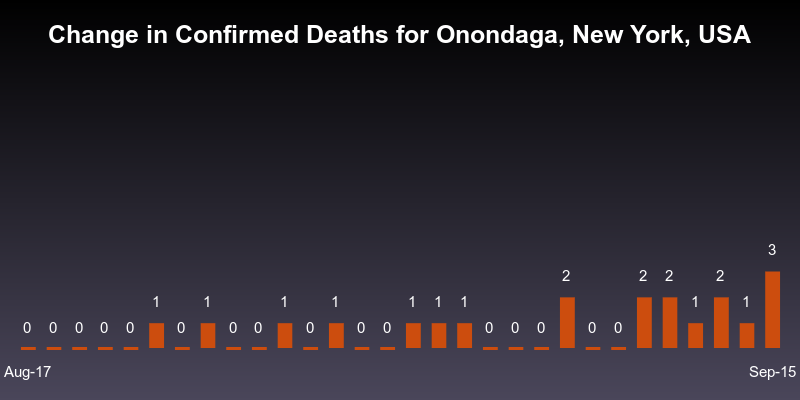 Change in Confirmed Deaths for Onondaga, New York, USA
3
2 2 2 2
1 1 1 1 1 1 1 1 1
0 0 0 0 0 0 0 0 0 0 0 0 0 0 0 0 0
Aug-17 Sep-15